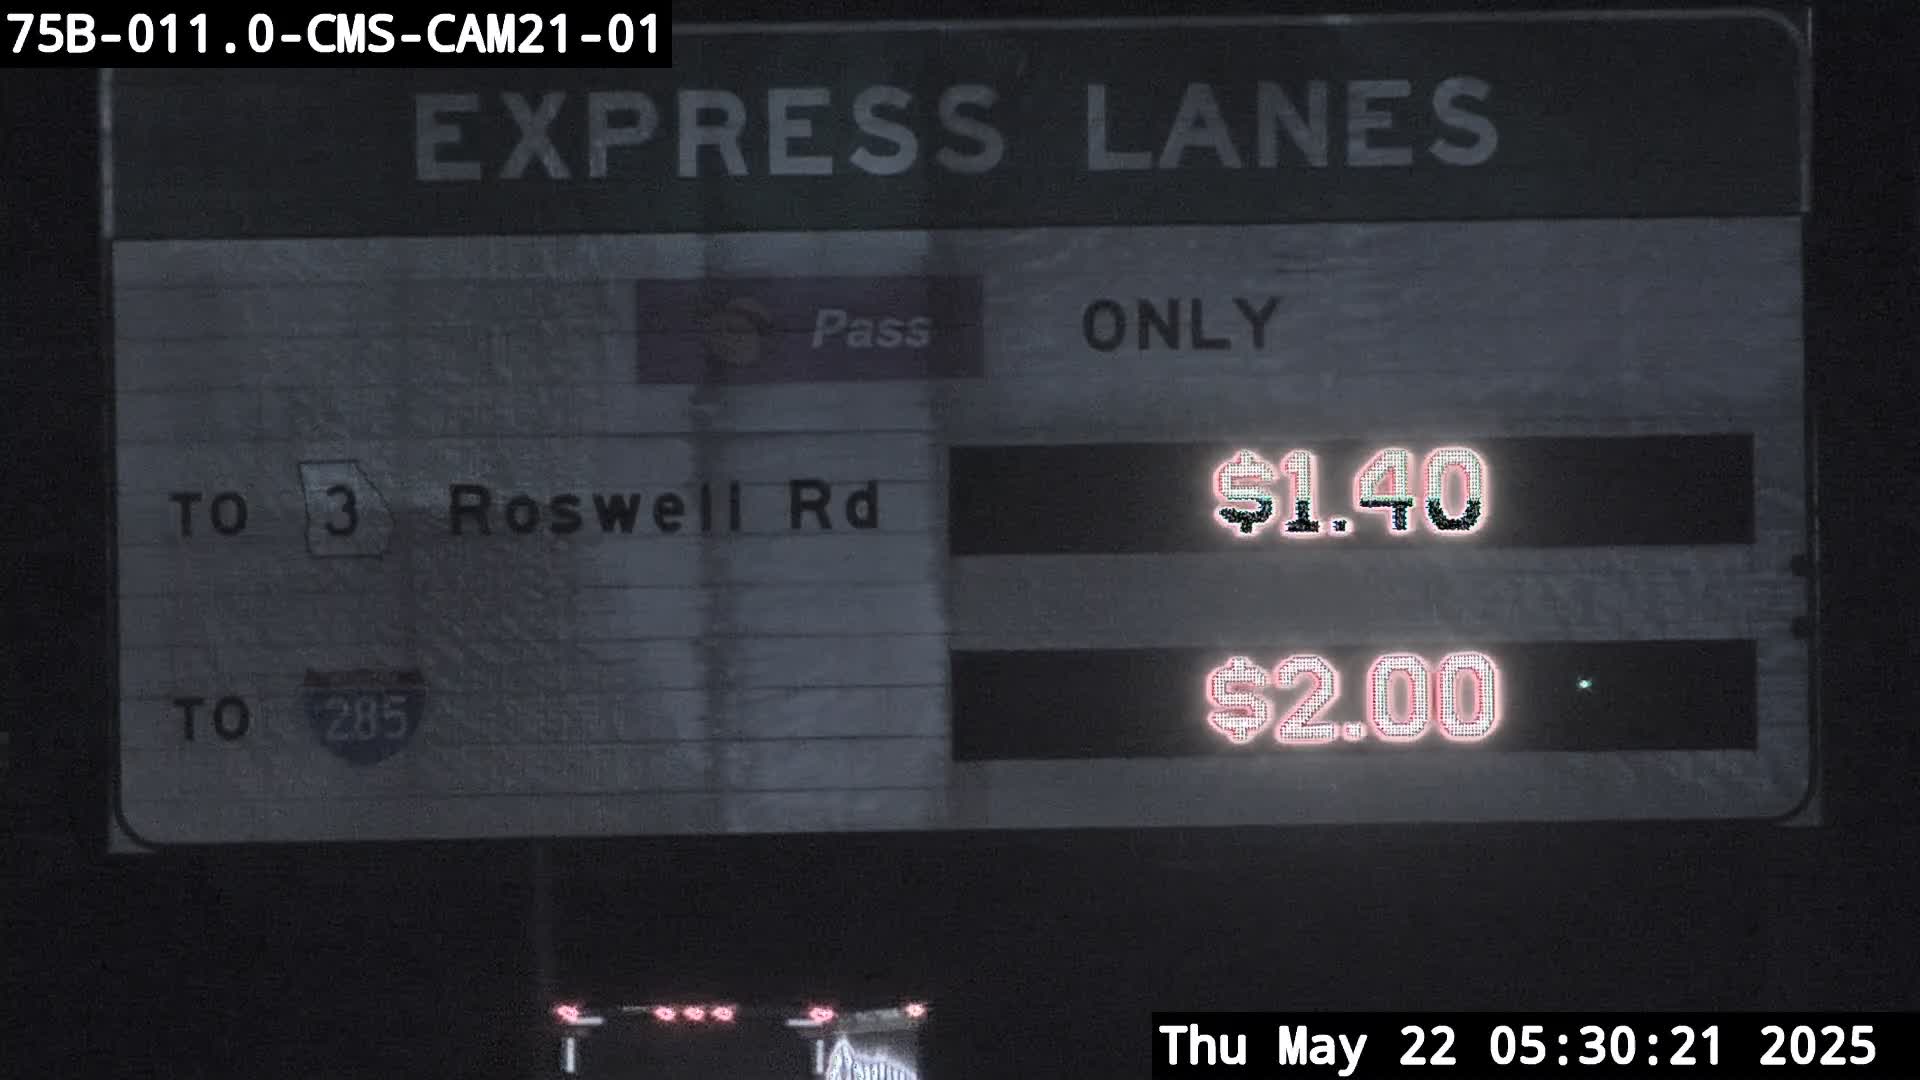 75B-011.0-CMS-CAM21-01
EXPRESS LANES
Pass ONLY
TO 3 Roswell Rd $1.40
TO 285 $2.00
Thu May 22 05:30:21 2025